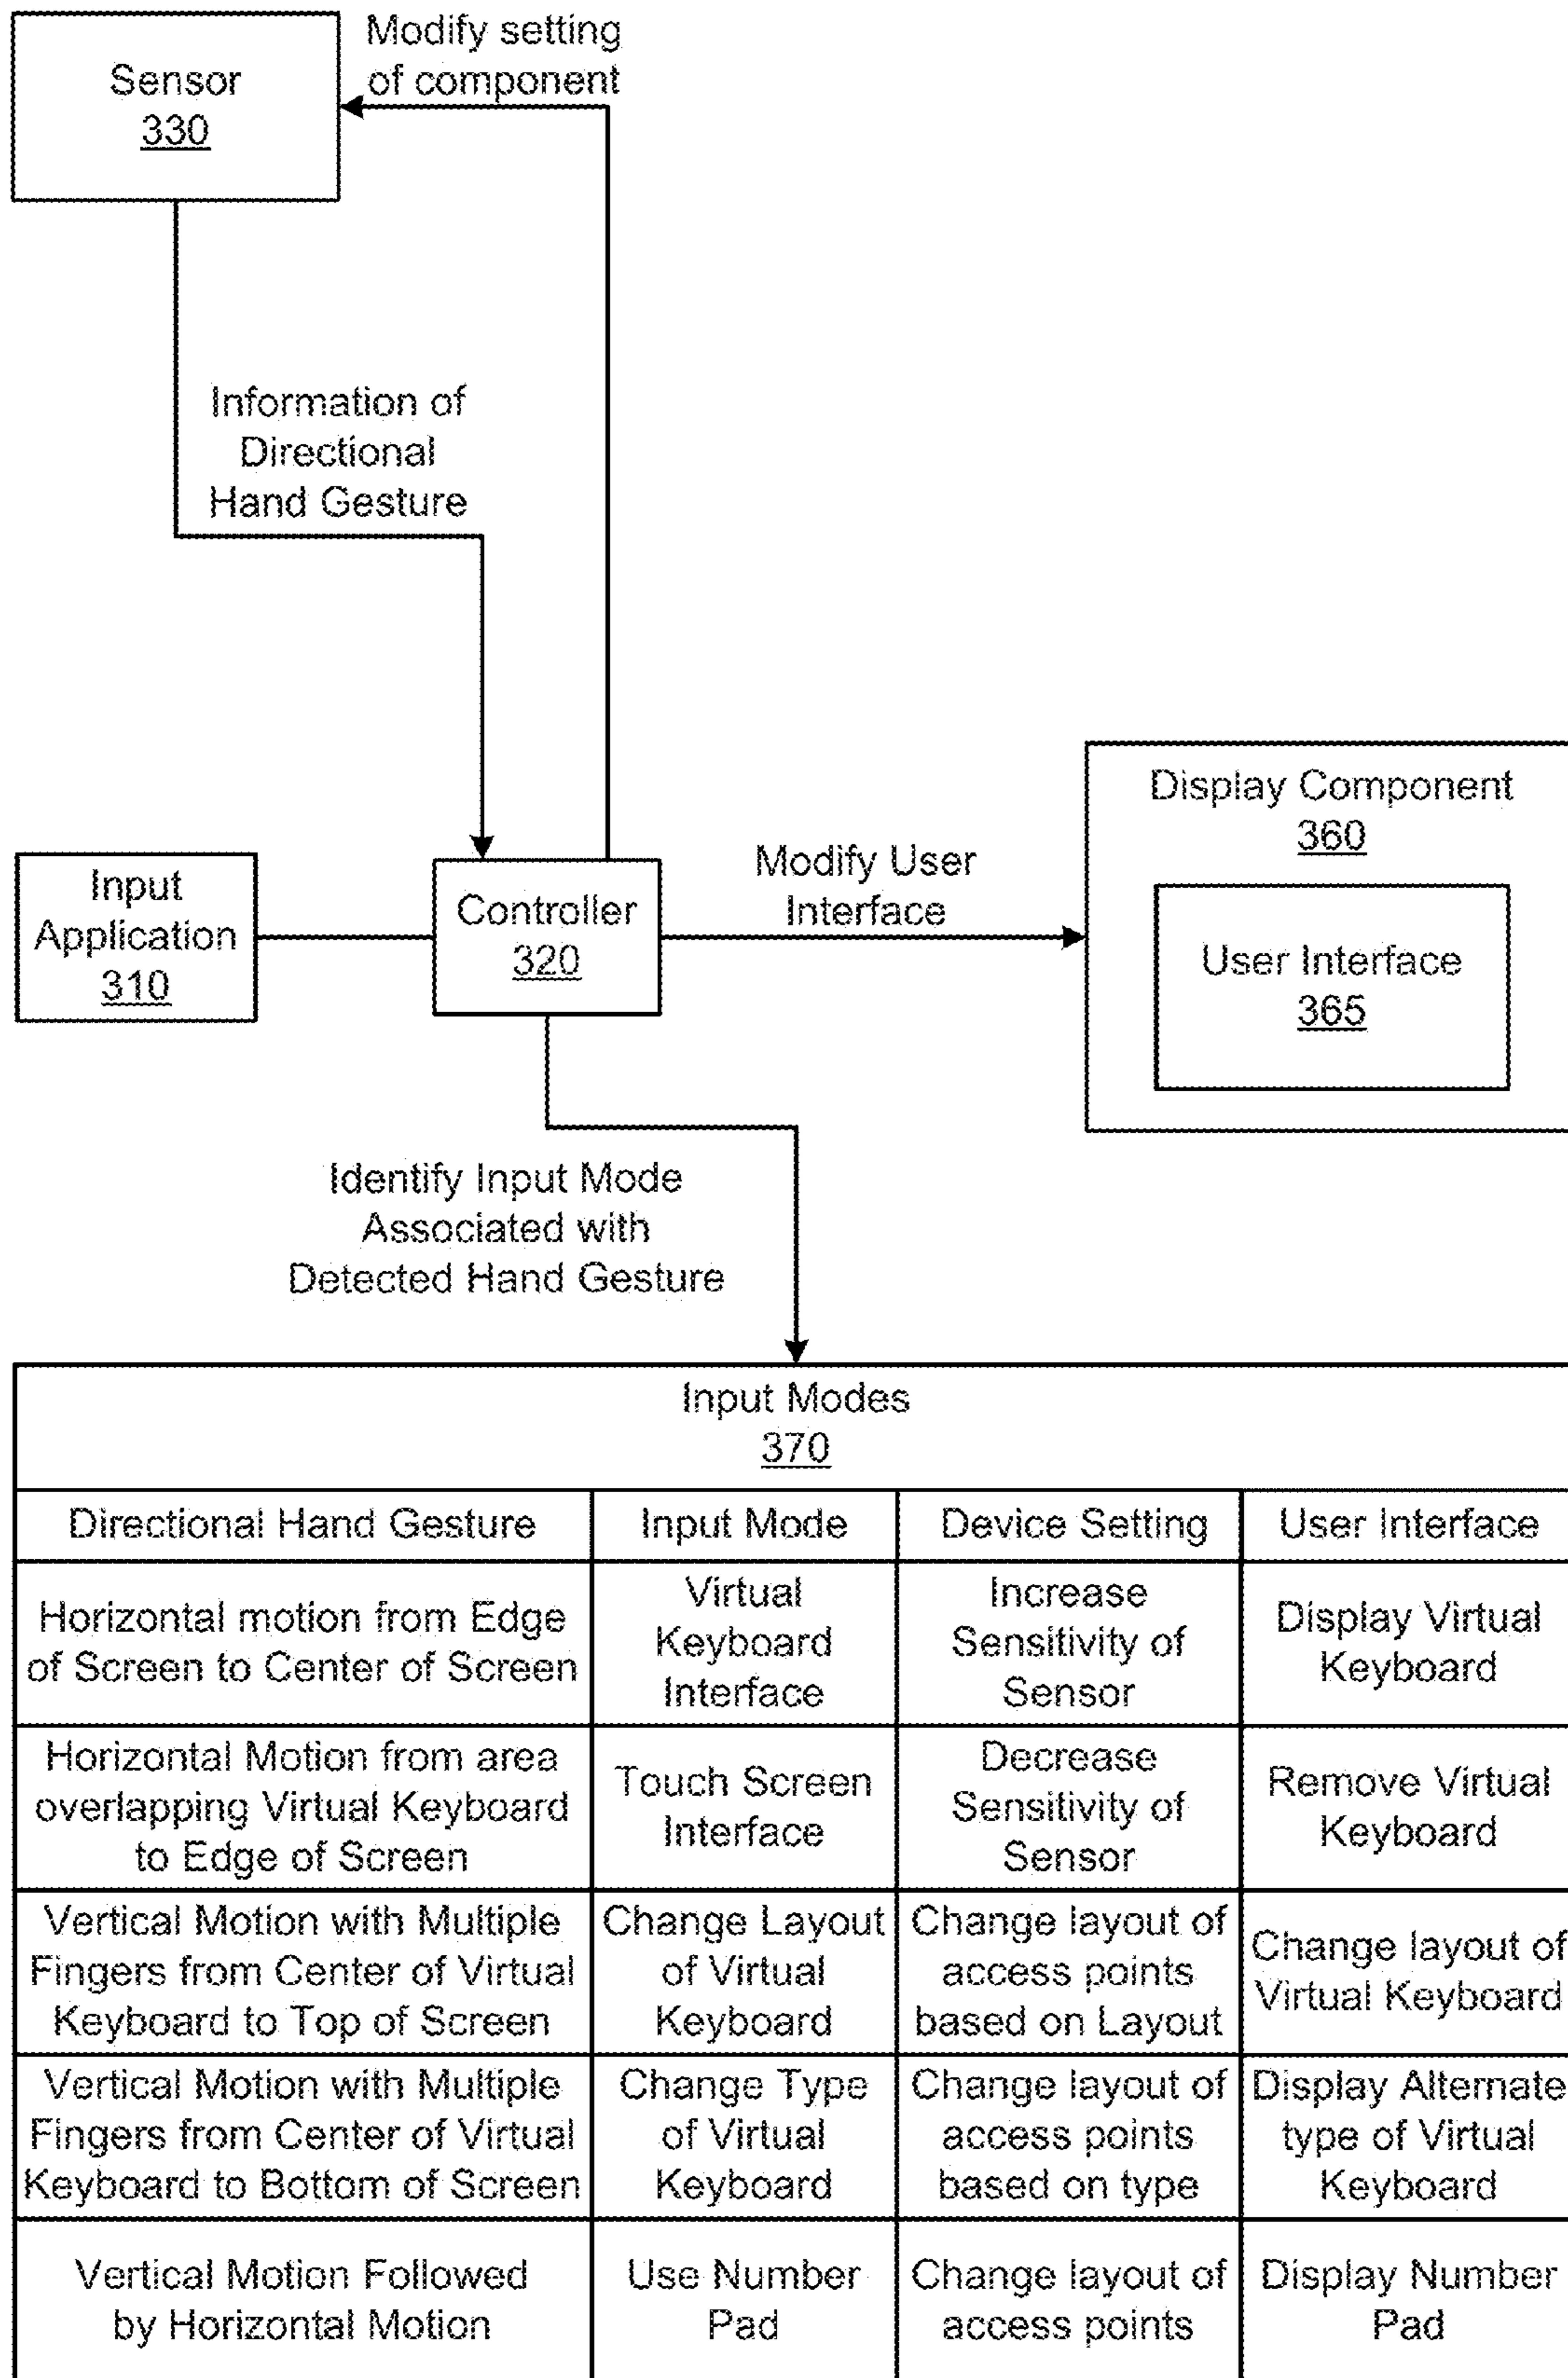 Sensor
330
Modify setting
of component
Information of
Directional
Hand Gesture
Input
Application
310
Controller
320
Modify User
Interface
Display Component
360
User Interface
365
Identify Input Mode
Associated with
Detected Hand Gesture
Input Modes
370
Directional Hand Gesture
Input Mode
Device Setting
User Interface
Horizontal motion from Edge
of Screen to Center of Screen
Virtual
Keyboard
Interface
Increase
Sensitivity of
Sensor
Display Virtual
Keyboard
Horizontal Motion from area
overlapping Virtual Keyboard
to Edge of Screen
Touch Screen
Interface
Decrease
Sensitivity of
Sensor
Remove Virtual
Keyboard
Vertical Motion with Multiple
Fingers from Center of Virtual
Keyboard to Top of Screen
Change Layout
of Virtual
Keyboard
Change layout of
access points
based on Layout
Change layout of
Virtual Keyboard
Vertical Motion with Multiple
Fingers from Center of Virtual
Keyboard to Bottom of Screen
Change Type
of Virtual
Keyboard
Change layout of
access points
based on type
Display Alternate
type of Virtual
Keyboard
Vertical Motion Followed
by Horizontal Motion
Use Number
Pad
Change layout of
access points
Display Number
Pad